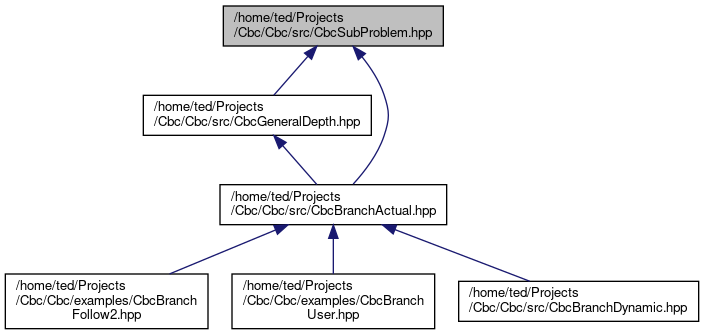 /home/ted/Projects
/Cbc/Cbc/src/CbcSubProblem.hpp
/home/ted/Projects
/Cbc/Cbc/src/CbcGeneralDepth.hpp
/home/ted/Projects
/Cbc/Cbc/src/CbcBranchActual.hpp
/home/ted/Projects
/Cbc/Cbc/examples/CbcBranch
Follow2.hpp
/home/ted/Projects
/Cbc/Cbc/examples/CbcBranch
User.hpp
/home/ted/Projects
/Cbc/Cbc/src/CbcBranchDynamic.hpp